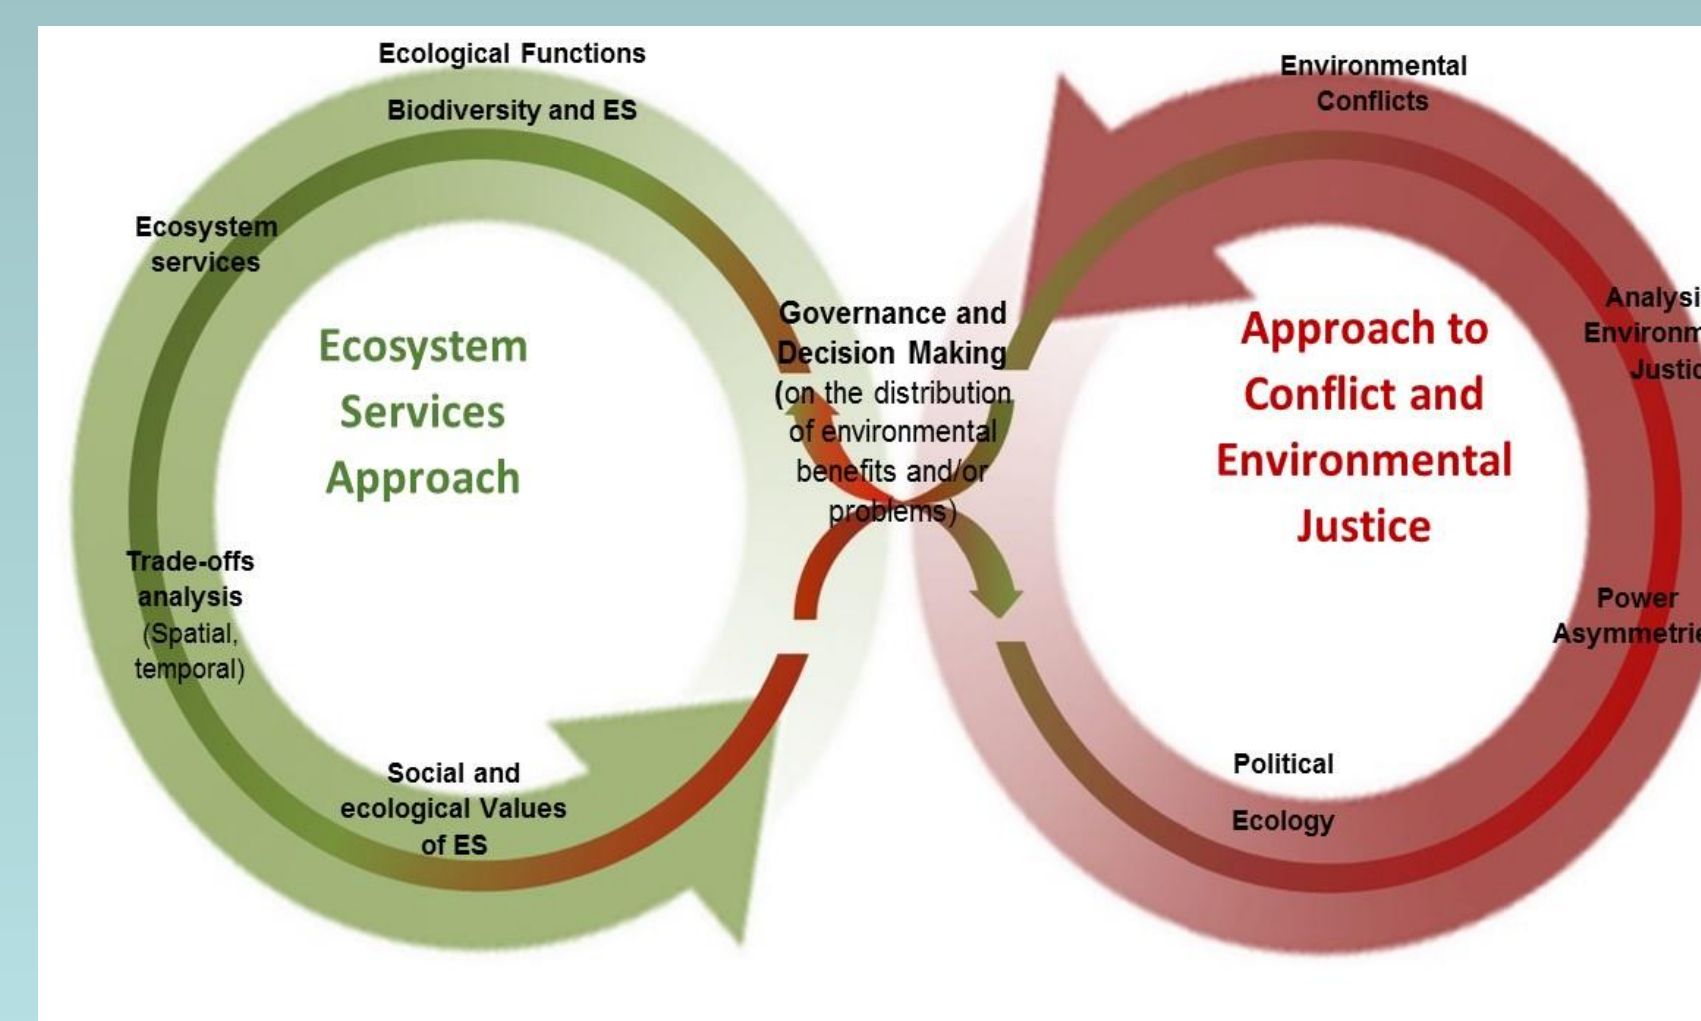 Ecological Functions
Biodiversity and ES
Ecosystem
services
Ecosystem
Services
Approach
Trade-offs
analysis
(Spatial,
temporal)
Social and
ecological Values
of ES
Governance and
Decision Making
(on the distribution
of environmental
benefits and/or
problems)
Environmental
Conflicts
Approach to
Conflict and
Environmental
Justice
Power
Political
Ecology